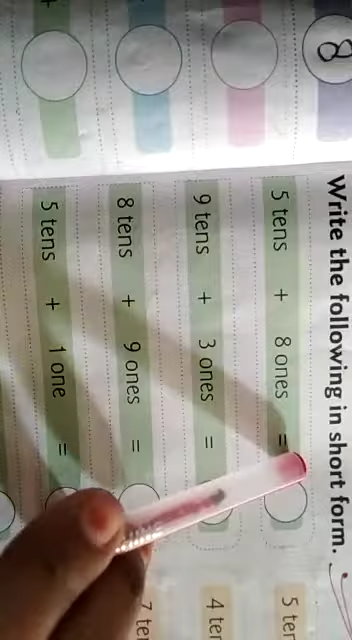 8
Write the following in short form.
5 tens + 8 ones =
9 tens + 3 ones =
8 tens + 9 ones =
5 tens + 1 one =
5 ten
4 ten
7 te